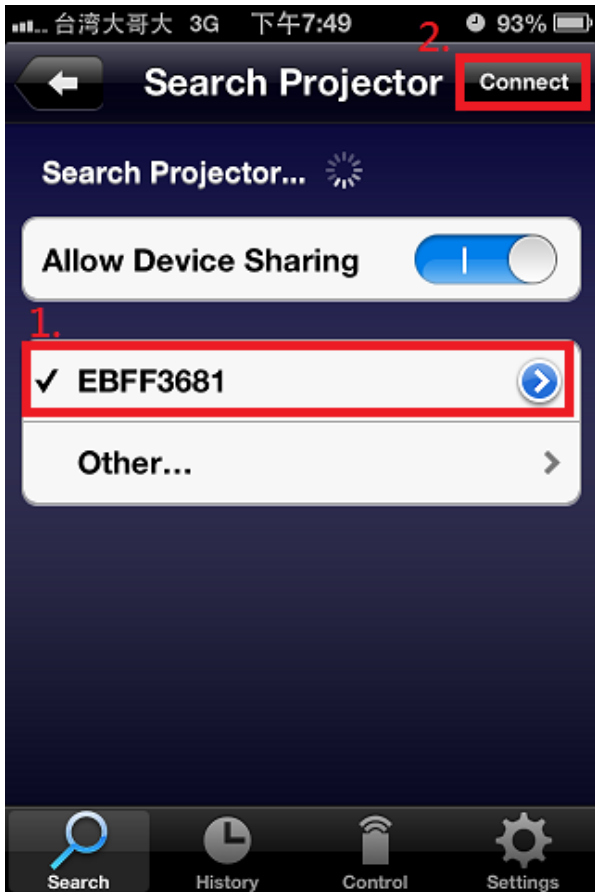 ...台湾大哥大 3G 下午7:49 93%
2.
Search Projector Connect
Search Projector...
Allow Device Sharing
1.
✓ EBFF3681
Other...
Search History Control Settings